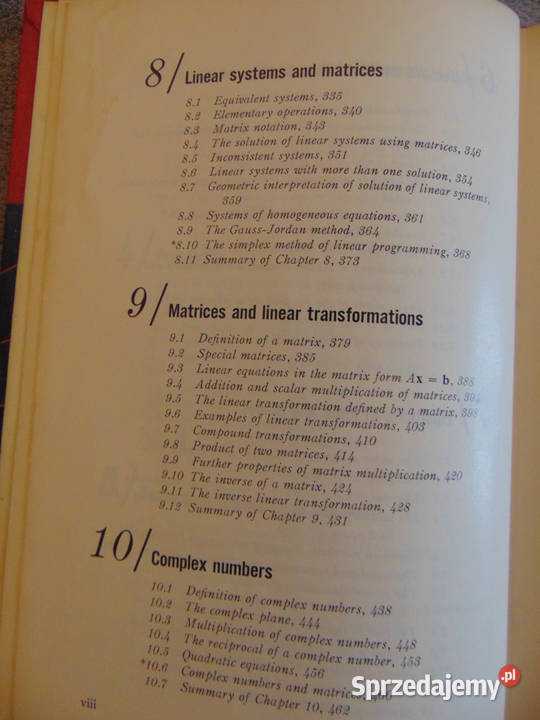 8/ Linear systems and matrices
8.1 Equivalent systems, 335
8.2 Elementary operations, 340
8.3 Matrix notation, 343
8.4 The solution of linear systems using matrices, 346
8.5 Inconsistent systems, 351
8.6 Linear systems with more than one solution, 354
8.7 Geometric interpretation of solution of linear systems,
359
8.8 Systems of homogeneous equations, 361
8.9 The Gauss-Jordan method, 364
*8.10 The simplex method of linear programming, 368
8.11 Summary of Chapter 8, 373
9/ Matrices and linear transformations
9.1 Definition of a matrix, 379
9.2 Special matrices, 385
9.3 Linear equations in the matrix form Ax = b, 388
9.4 Addition and scalar multiplication of matrices, 394
9.5 The linear transformation defined by a matrix, 398
9.6 Examples of linear transformations, 403
9.7 Compound transformations, 410
9.8 Product of two matrices, 414
9.9 Further properties of matrix multiplication, 420
9.10 The inverse of a matrix, 424
9.11 The inverse linear transformation, 428
9.12 Summary of Chapter 9, 431
10/ Complex numbers
10.1 Definition of complex numbers, 438
10.2 The complex plane, 444
10.3 Multiplication of complex numbers, 448
10.4 The reciprocal of a complex number, 453
10.5 Quadratic equations, 456
*10.6 Complex numbers and matrices,
10.7 Summary of Chapter 10, 462
viii
Sprzedajemy.pl